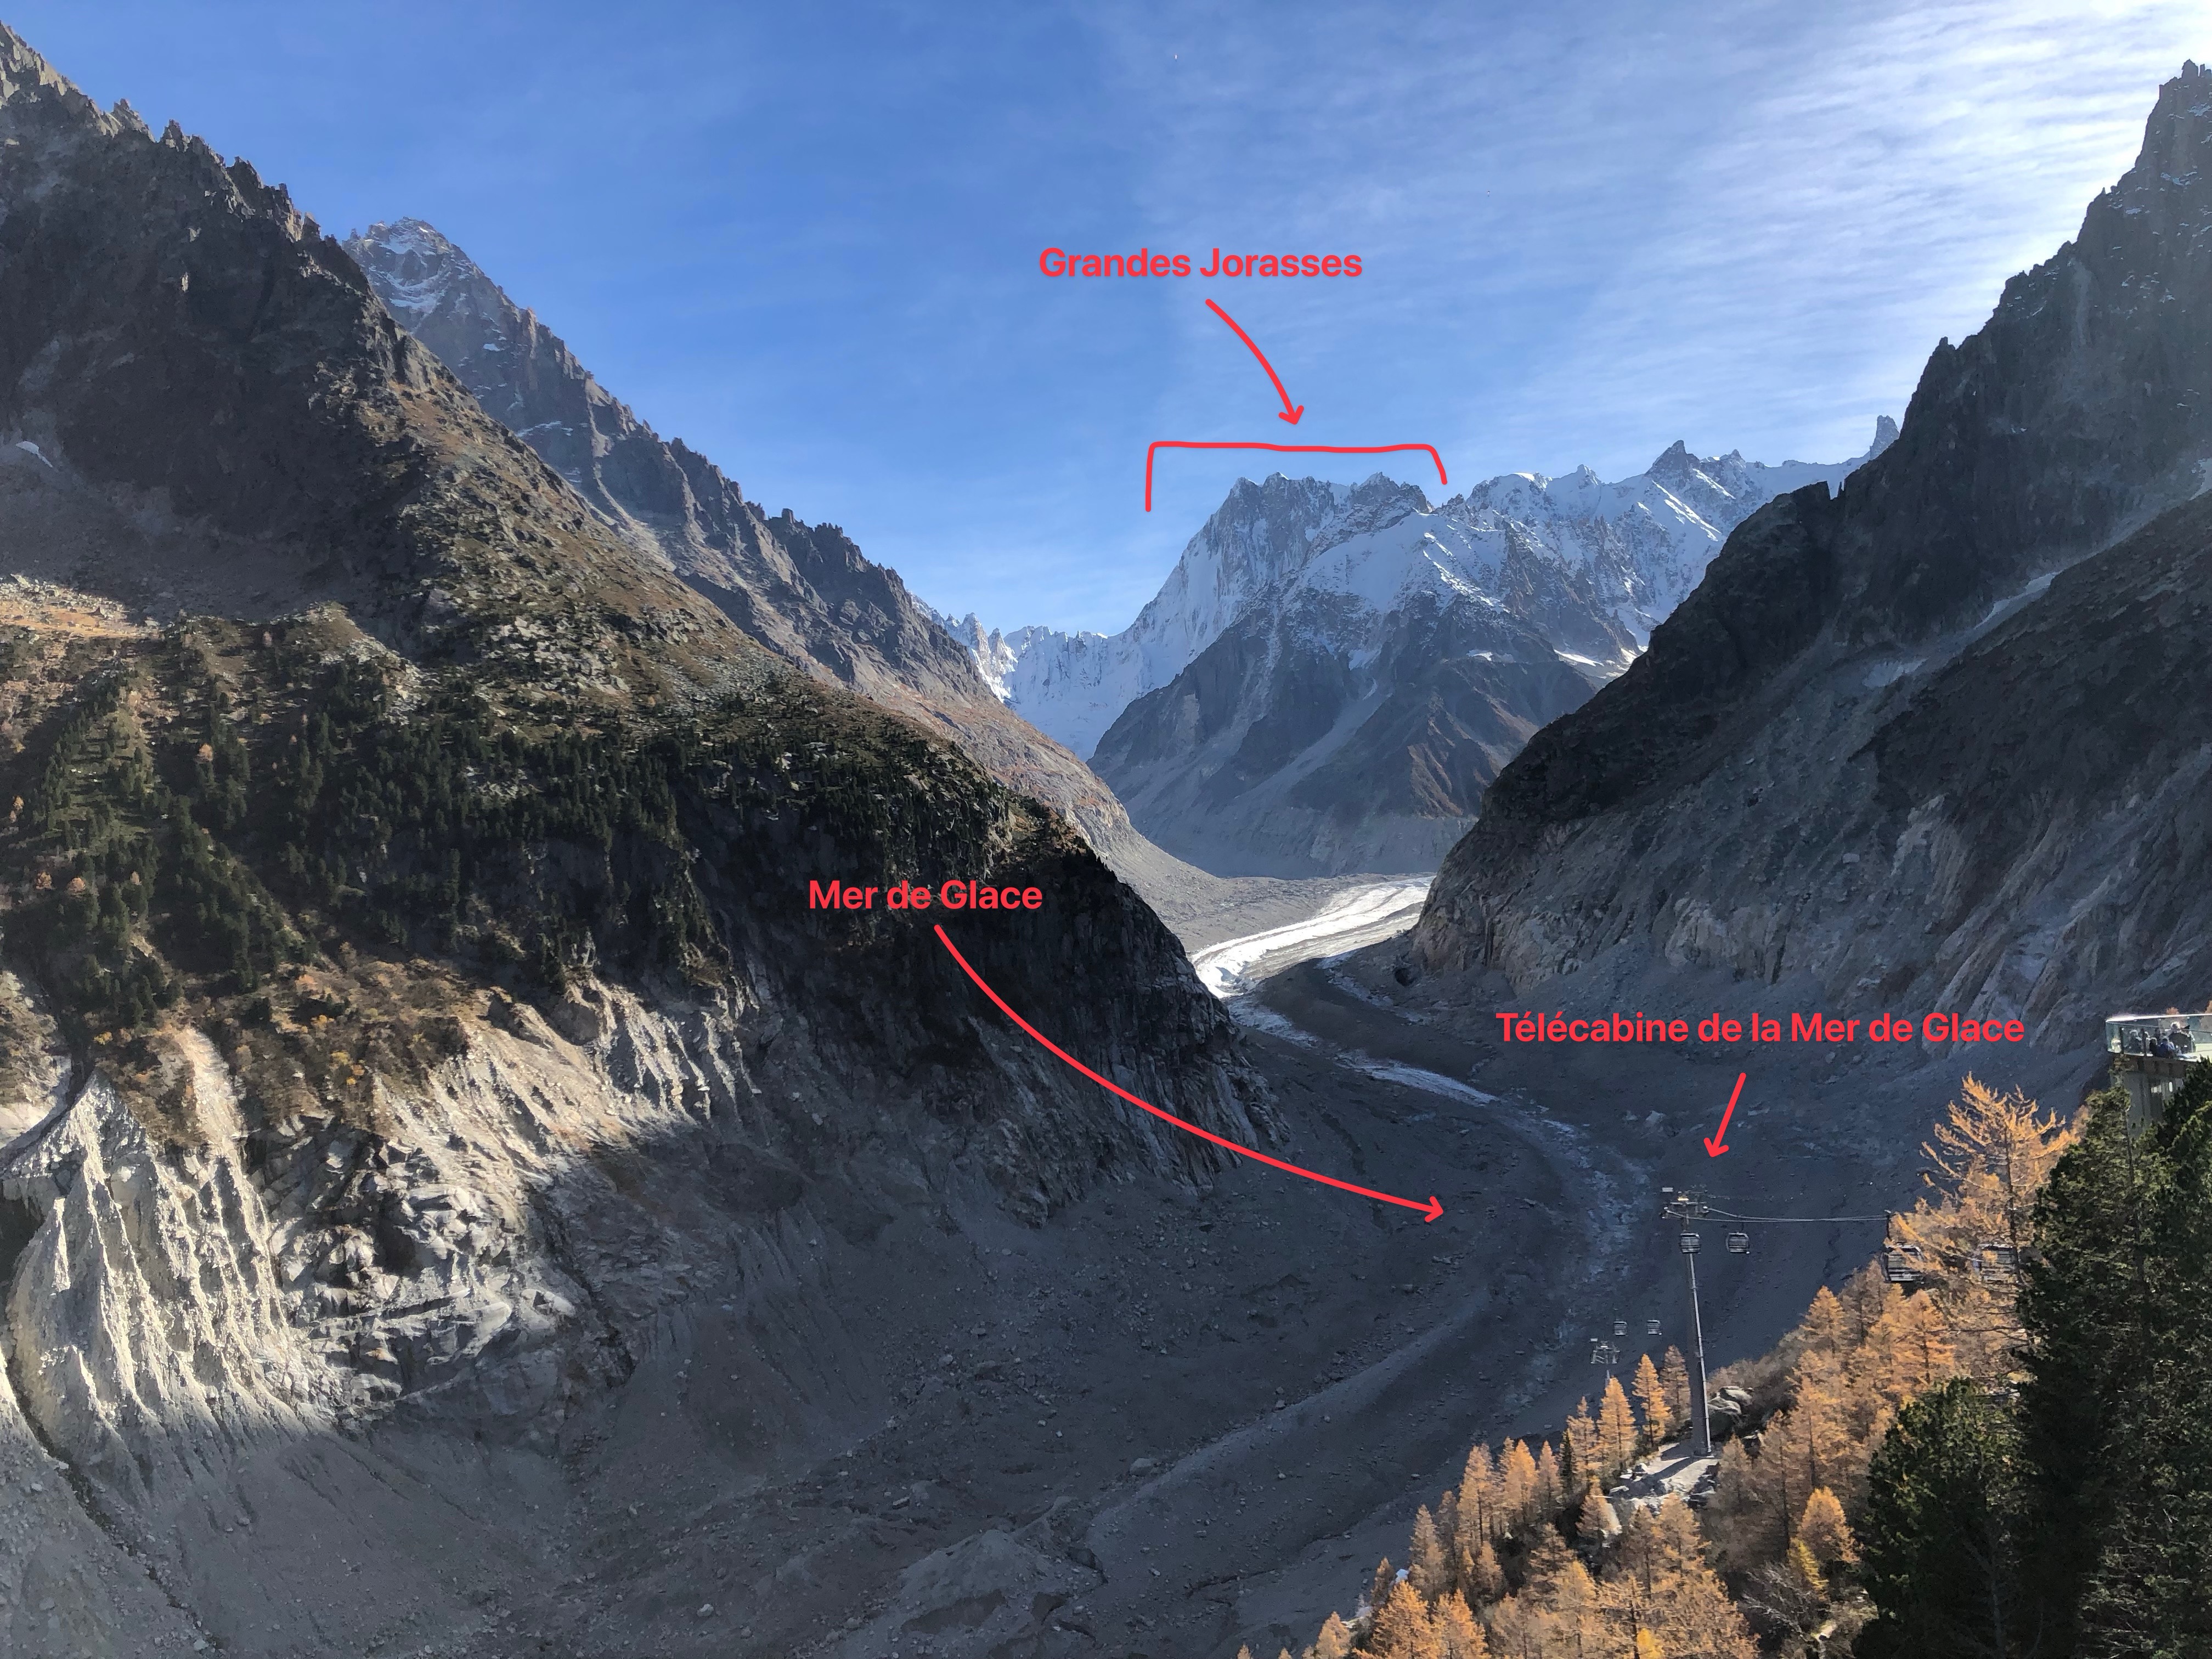 Grandes Jorasses
Mer de Glace
Télécabine de la Mer de Glace